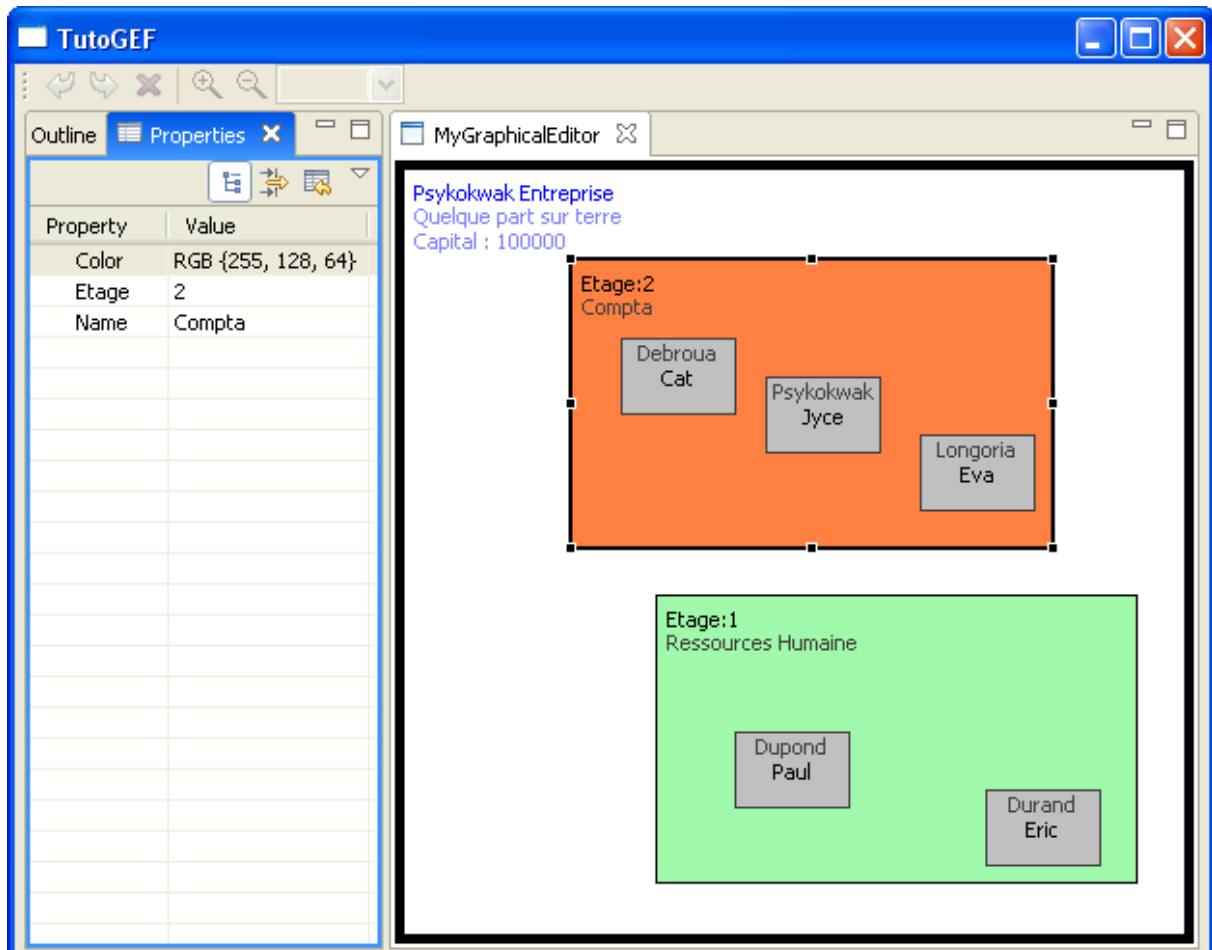 TutoGEF
Outline
Properties
MyGraphicalEditor
Property Value
Color RGB {255, 128, 64}
Etage 2
Name Compta
Psykokwak Entreprise
Quelque part sur terre
Capital : 100000
Etage:2
Compta
Debroua
Cat
Psykokwak
Jyce
Longoria
Eva
Etage:1
Ressources Humaine
Dupond
Paul
Durand
Eric